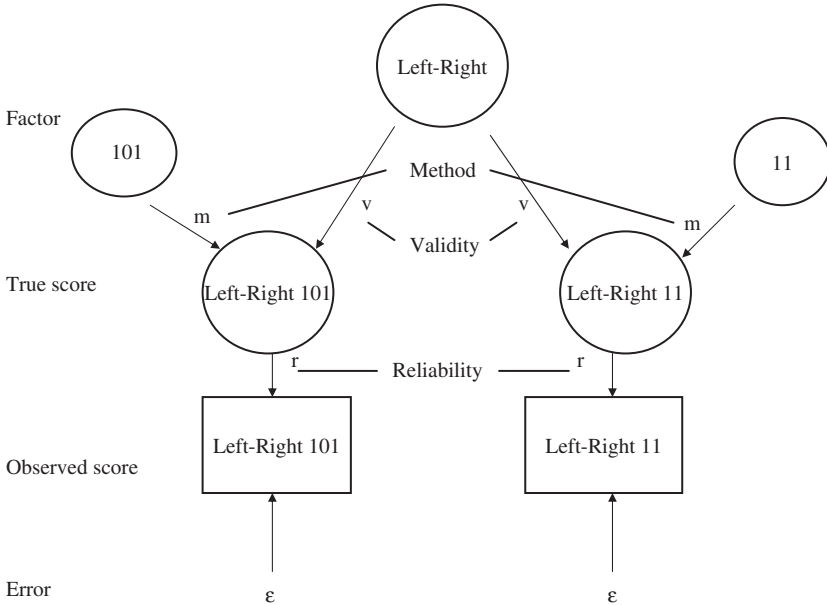 Left-Right
Factor
101
11
Method
m
v
v
m
Validity
True score
Left-Right 101
Left-Right 11
r
Reliability
r
Left-Right 101
Left-Right 11
Observed score
Error
ε
ε